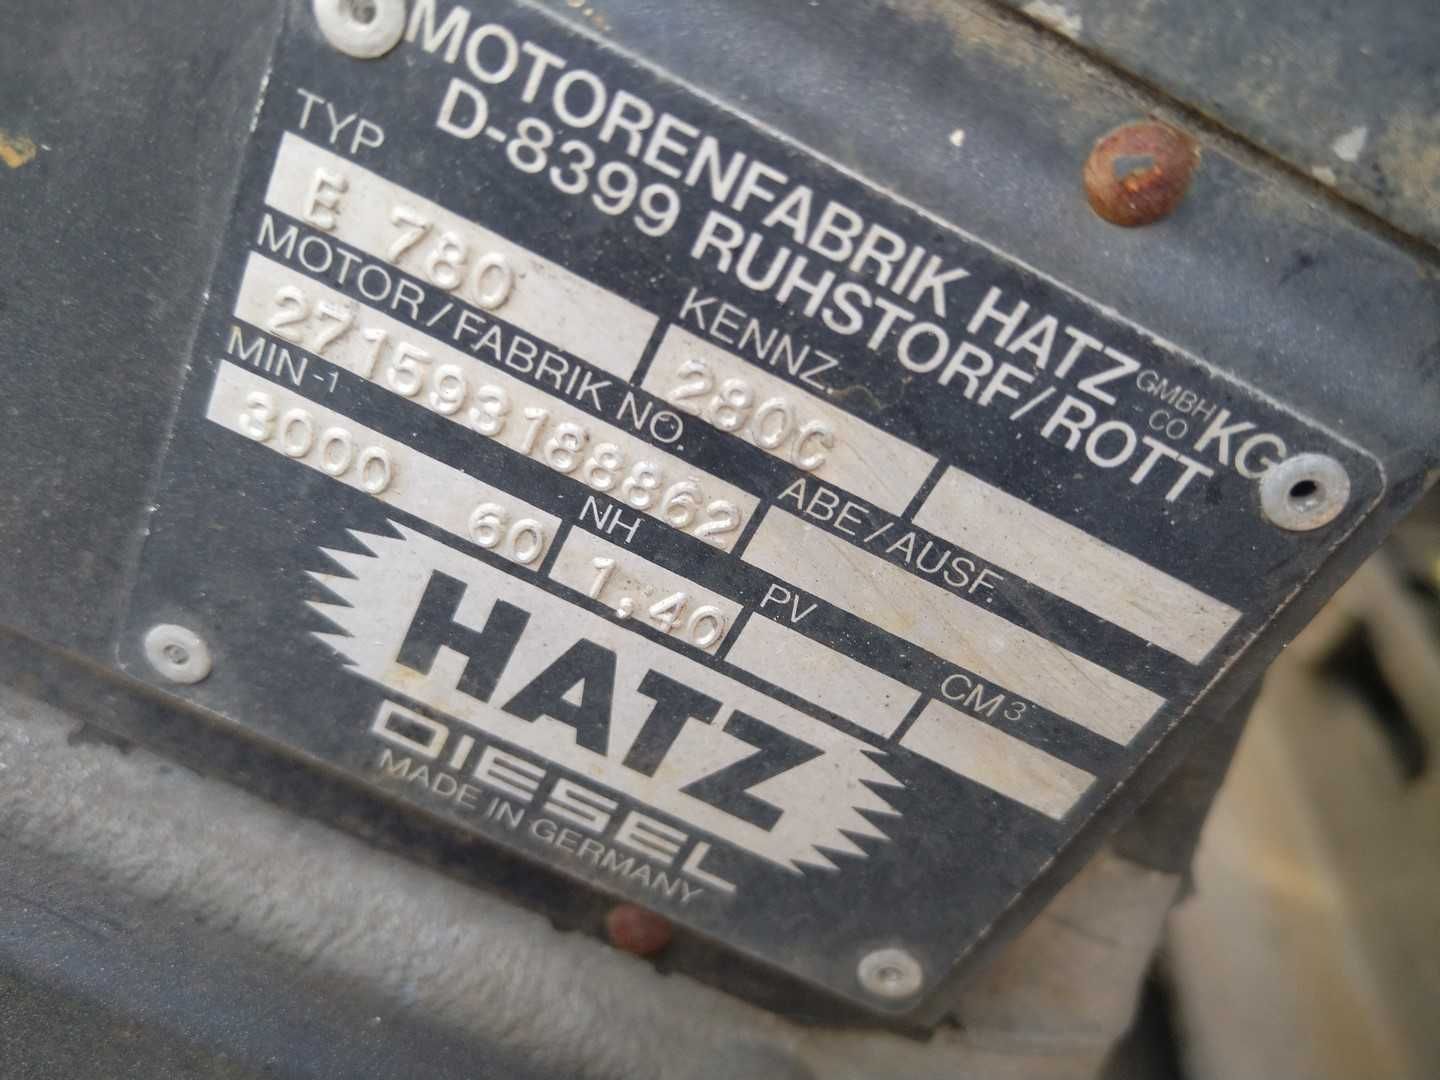 MOTORENFABRIK HATZ GMBH CO KG
D-8399 RUHSTORF/ROTT
TYP KENNZ.
E 780 280C
MOTOR/FABRIK NO. ABE/AUSF.
271593188862
MIN-1 NH PV CM3
3000 60 1,40
HATZ
DIESEL
MADE IN GERMANY